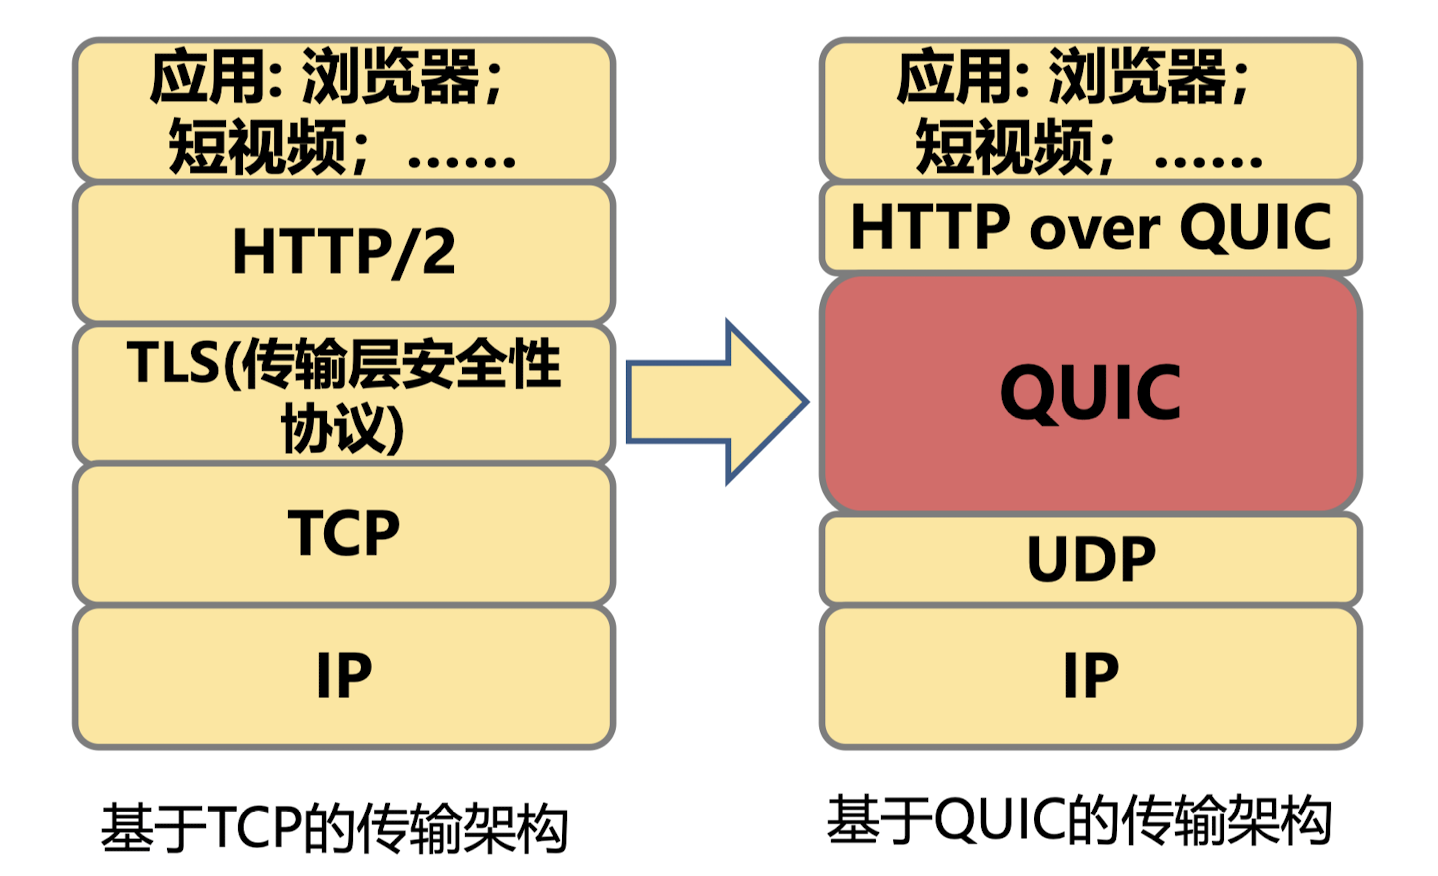 应用: 浏览器；
短视频；……
HTTP/2
TLS(传输层安全性
协议)
TCP
IP
基于TCP的传输架构
应用: 浏览器；
短视频；……
HTTP over QUIC
QUIC
UDP
IP
基于QUIC的传输架构